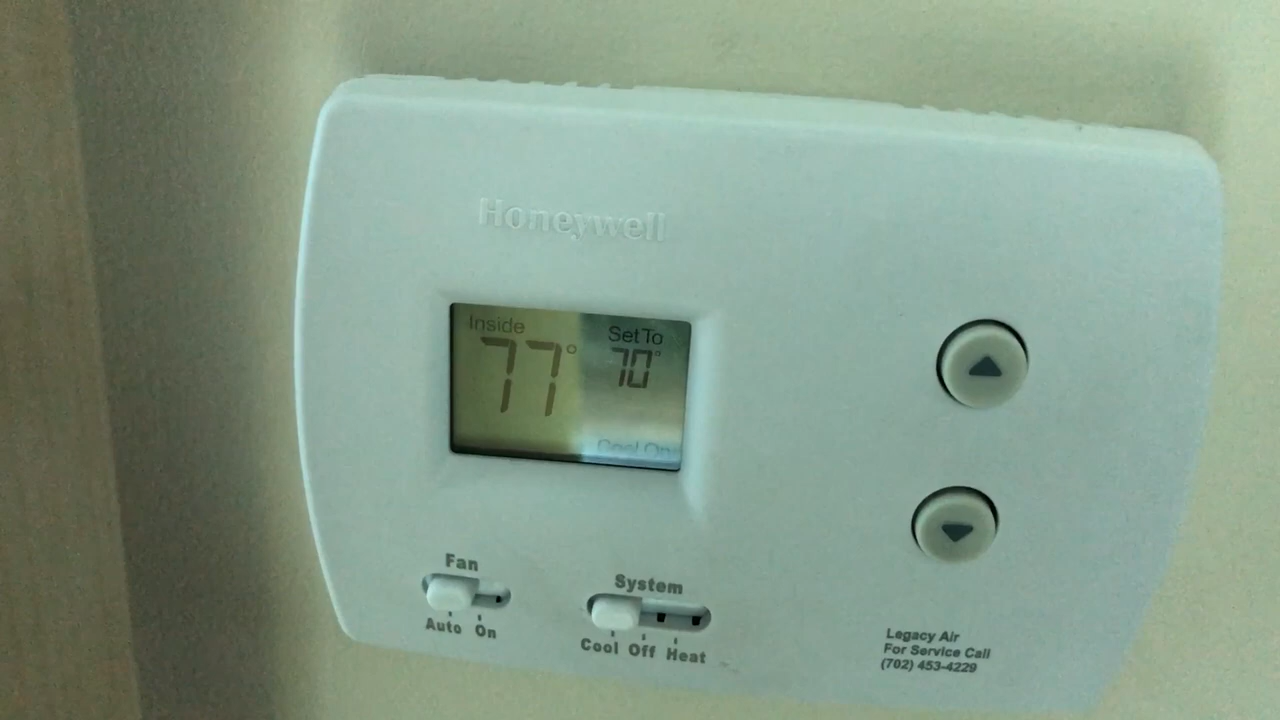 Honeywell
Inside
Set To
77°
70°
Cool On
Fan
Auto On
System
Cool Off Heat
Legacy Air
For Service Call
(702) 453-4229